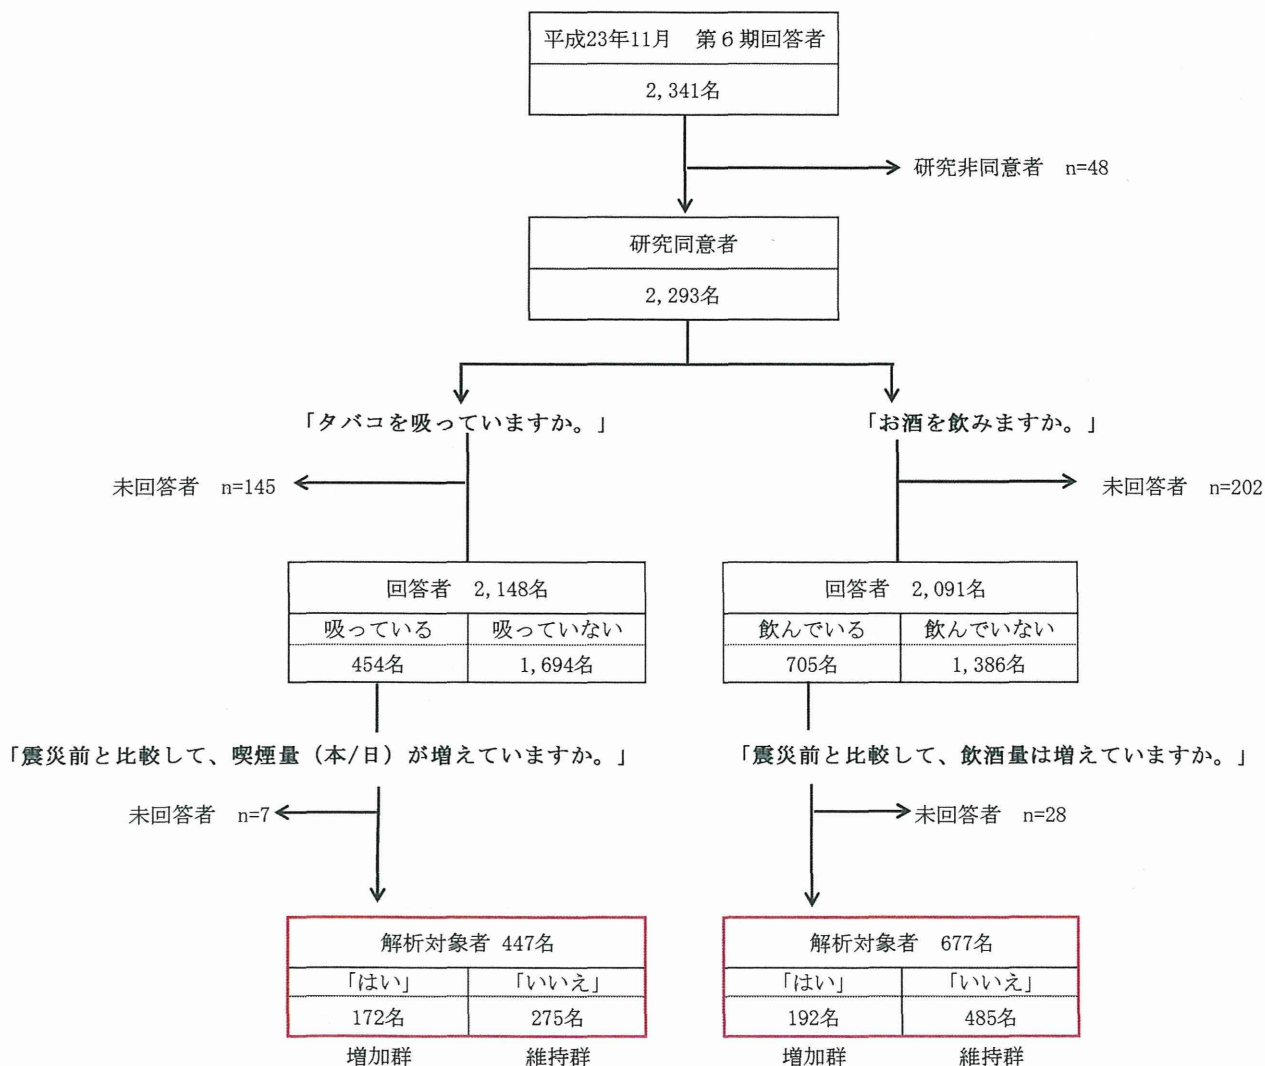 平成23年11月　第６期回答者
2,341名
研究非同意者　n=48
研究同意者
2,293名
「タバコを吸っていますか。」
「お酒を飲みますか。」
未回答者　n=145
未回答者　n=202
回答者　2,148名
吸っている　吸っていない
454名　1,694名
回答者　2,091名
飲んでいる　飲んでいない
705名　1,386名
「震災前と比較して、喫煙量（本/日）が増えていますか。」
「震災前と比較して、飲酒量は増えていますか。」
未回答者　n=7
未回答者　n=28
解析対象者 447名
「はい」　「いいえ」
172名　275名
増加群　維持群
解析対象者　677名
「はい」　「いいえ」
192名　485名
増加群　維持群